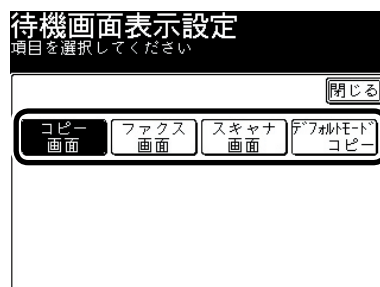 待機画面表示設定
項目を選択してください
閉じる
コピー
画面
ファクス
画面
スキャナ
画面
ﾃﾞﾌｫﾙﾄﾓｰﾄﾞ
コピー